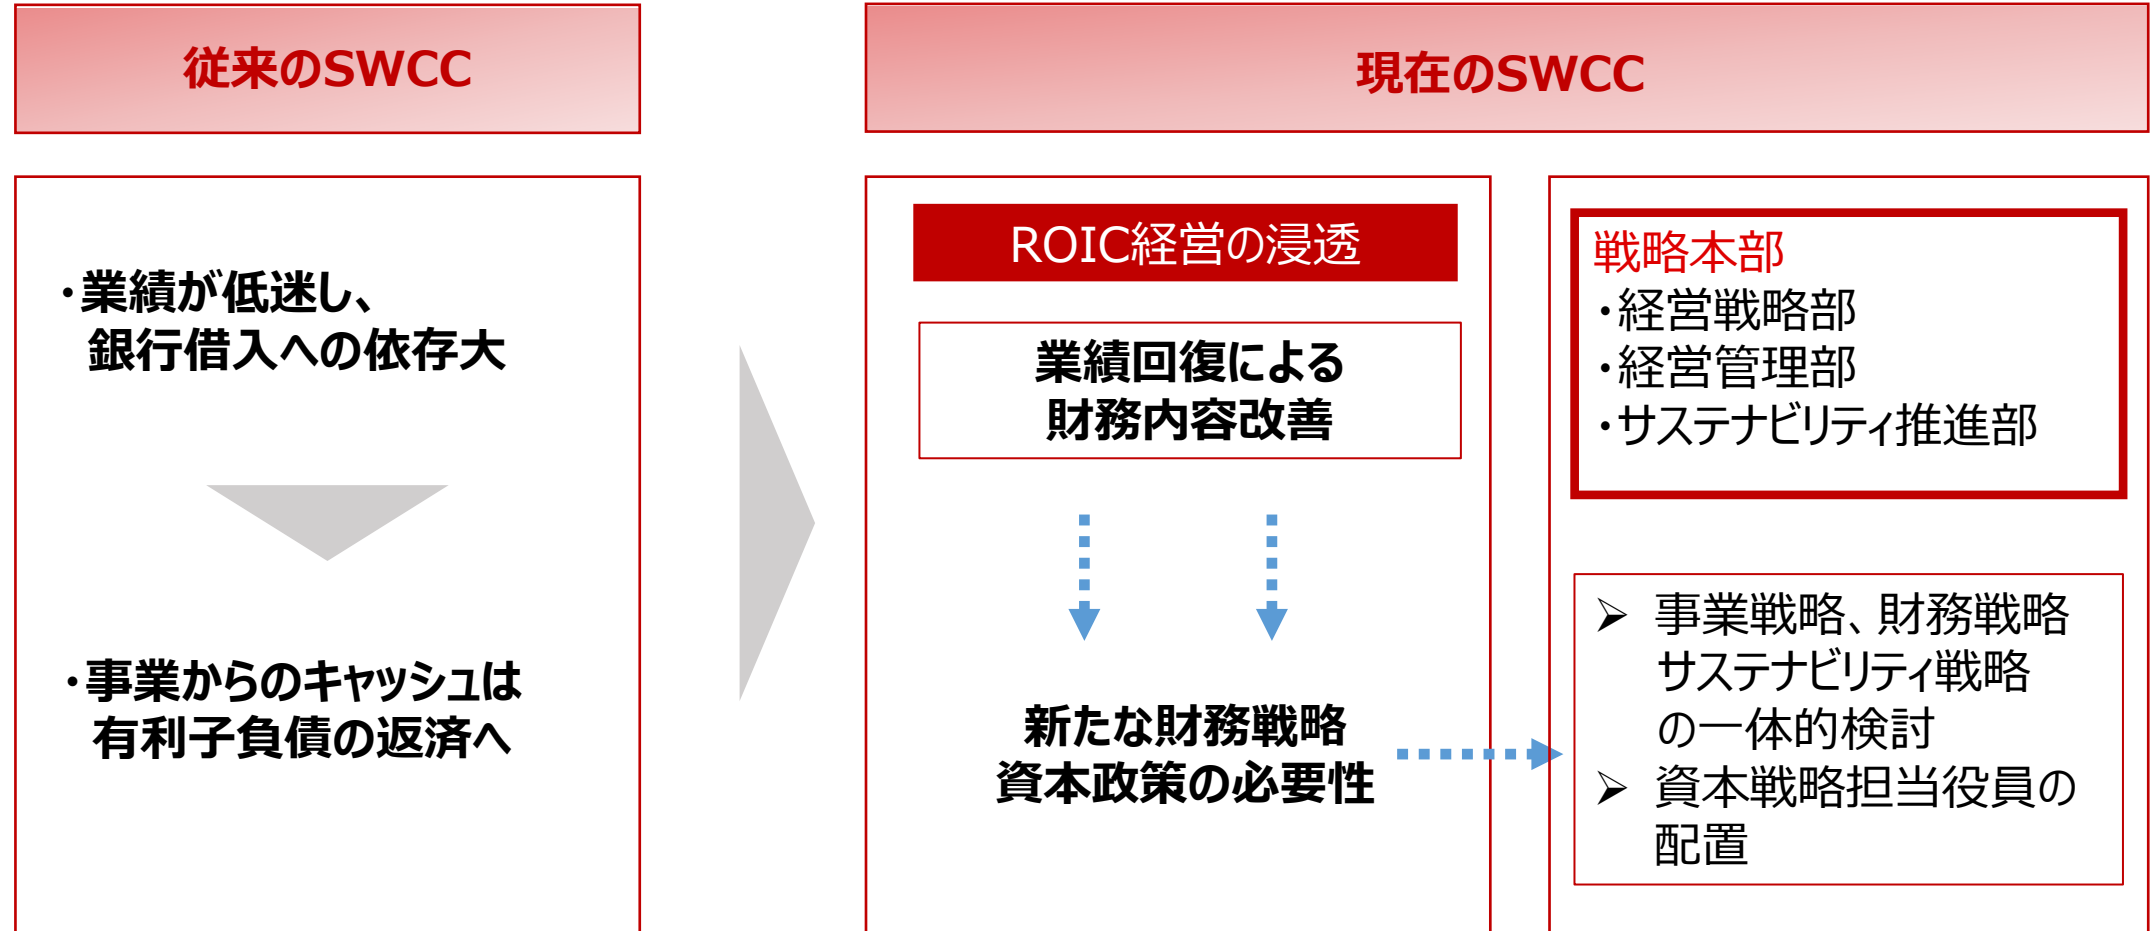 従来のSWCC
現在のSWCC
・業績が低迷し、
銀行借入への依存大
・事業からのキャッシュは
有利子負債の返済へ
ROIC経営の浸透
業績回復による
財務内容改善
新たな財務戦略
資本政策の必要性
戦略本部
・経営戦略部
・経営管理部
・サステナビリティ推進部
➢ 事業戦略、財務戦略
サステナビリティ戦略
の一体的検討
➢ 資本戦略担当役員の
配置